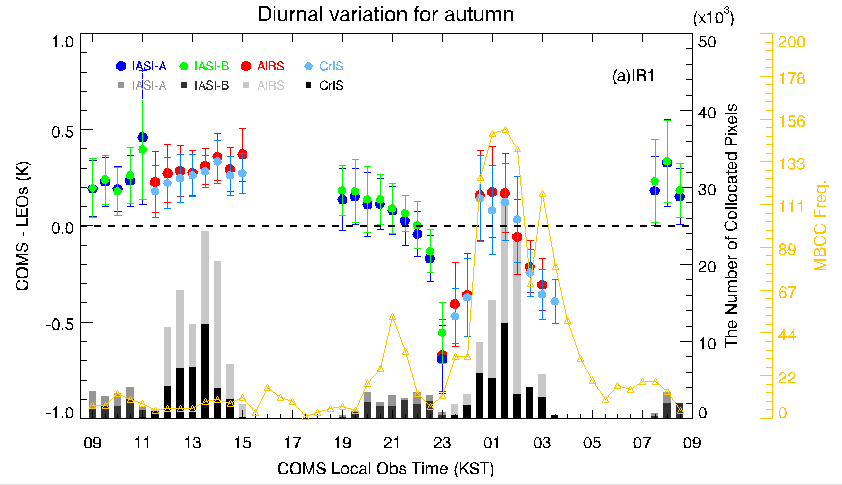 Diurnal variation for autumn
(x10³)
1.0
0.5
0.0
-0.5
-1.0
COMS - LEOs (K)
IASI-A IASI-B AIRS CrIS
IASI-A IASI-B AIRS CrIS
(a)IR1
50
40
30
20
10
0
The Number of Collocated Pixels
200
178
156
133
111
89
67
44
22
0
MBCC Freq.
09 11 13 15 17 19 21 23 01 03 05 07 09
COMS Local Obs Time (KST)